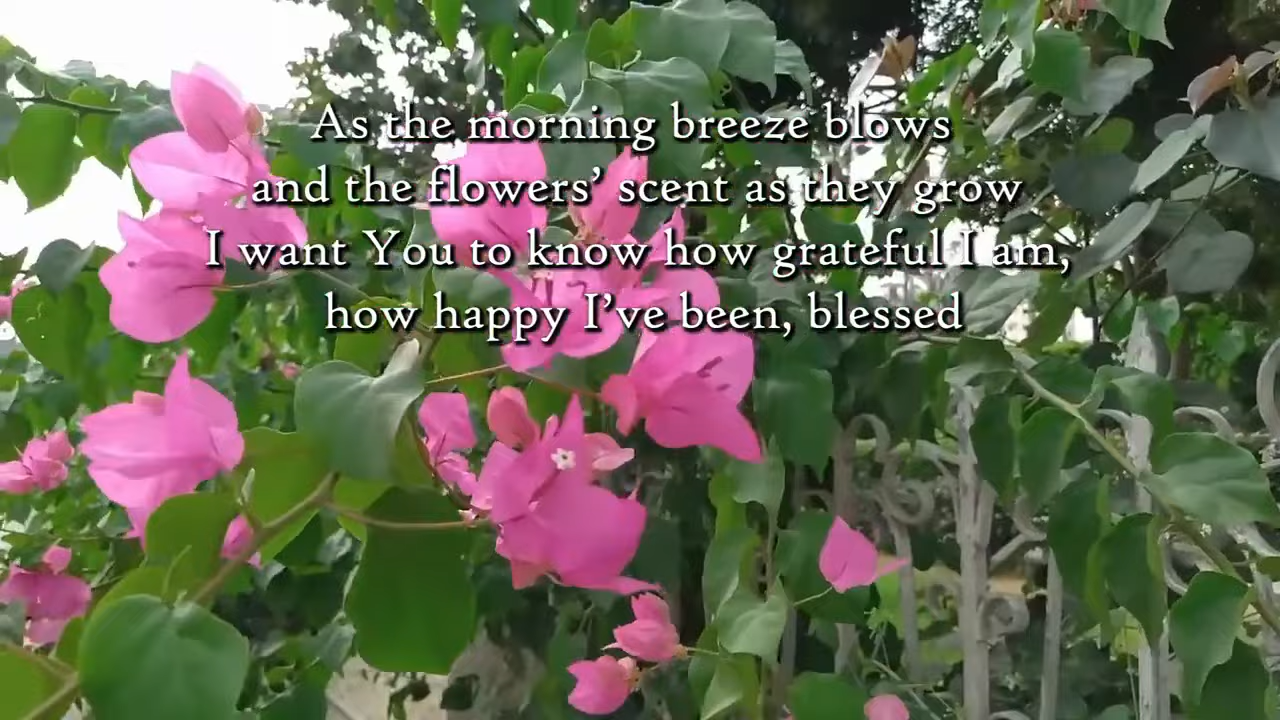 As the morning breeze blows
and the flowers’ scent as they grow
I want You to know how grateful I am,
how happy I’ve been, blessed